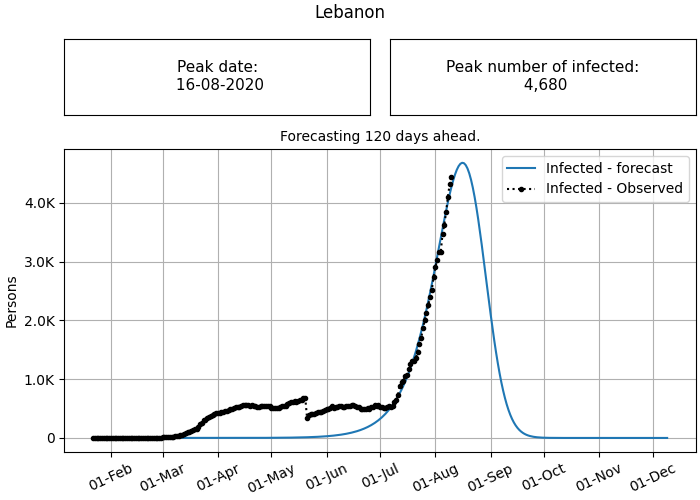 Lebanon
Peak date:
16-08-2020
Peak number of infected:
4,680
Forecasting 120 days ahead.
Infected - forecast
Infected - Observed
Persons
4.0K
3.0K
2.0K
1.0K
0
01-Feb
01-Mar
01-Apr
01-May
01-Jun
01-Jul
01-Aug
01-Sep
01-Oct
01-Nov
01-Dec